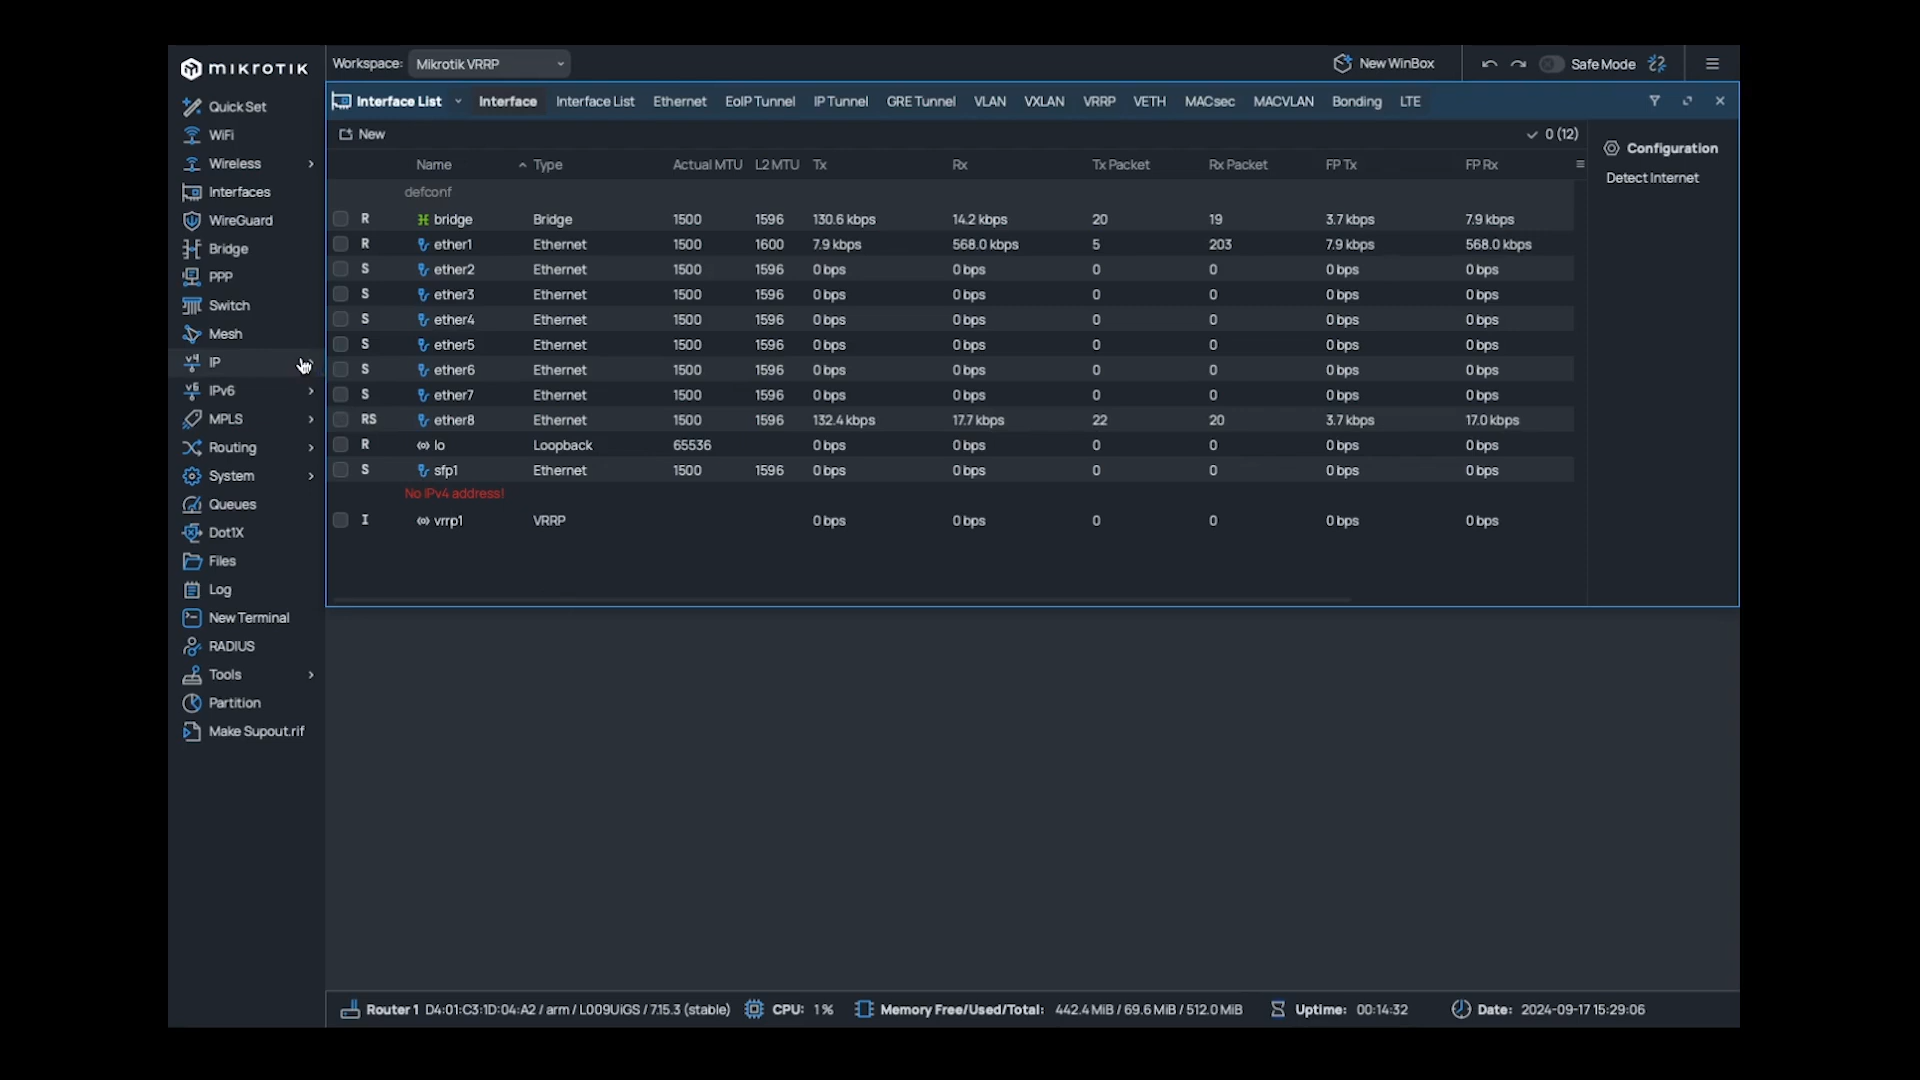 MIKROTIK
Workspace: Mikrotik VRRP
New WinBox
Safe Mode
Quick Set
WiFi
Wireless
Interfaces
WireGuard
Bridge
PPP
Switch
Mesh
IP
IPv6
MPLS
Routing
System
Queues
Dot1X
Files
Log
New Terminal
RADIUS
Tools
Partition
Make Supout.rif
Interface List Interface Interface List Ethernet EoIP Tunnel IP Tunnel GRE Tunnel VLAN VXLAN VRRP VETH MACsec MACVLAN Bonding LTE
New 0 (12)
Name Type Actual MTU L2 MTU Tx Rx Tx Packet Rx Packet FP Tx FP Rx
defconf
R bridge Bridge 1500 1596 130.6 kbps 14.2 kbps 20 19 3.7 kbps 7.9 kbps
R ether1 Ethernet 1500 1600 7.9 kbps 568.0 kbps 5 203 7.9 kbps 568.0 kbps
S ether2 Ethernet 1500 1596 0 bps 0 bps 0 0 0 bps 0 bps
S ether3 Ethernet 1500 1596 0 bps 0 bps 0 0 0 bps 0 bps
S ether4 Ethernet 1500 1596 0 bps 0 bps 0 0 0 bps 0 bps
S ether5 Ethernet 1500 1596 0 bps 0 bps 0 0 0 bps 0 bps
S ether6 Ethernet 1500 1596 0 bps 0 bps 0 0 0 bps 0 bps
S ether7 Ethernet 1500 1596 0 bps 0 bps 0 0 0 bps 0 bps
RS ether8 Ethernet 1500 1596 132.4 kbps 17.7 kbps 22 20 3.7 kbps 17.0 kbps
R lo Loopback 65536 0 bps 0 bps 0 0 0 bps 0 bps
S sfp1 Ethernet 1500 1596 0 bps 0 bps 0 0 0 bps 0 bps
No IPv4 address!
I vrrp1 VRRP 0 bps 0 bps 0 0 0 bps 0 bps
Configuration
Detect Internet
Router 1 D4:01:C3:1D:04:A2 / arm / L009UiGS / 7.15.3 (stable) CPU: 1 % Memory Free/Used/Total: 442.4 MiB / 69.6 MiB / 512.0 MiB Uptime: 00:14:32 Date: 2024-09-17 15:29:06